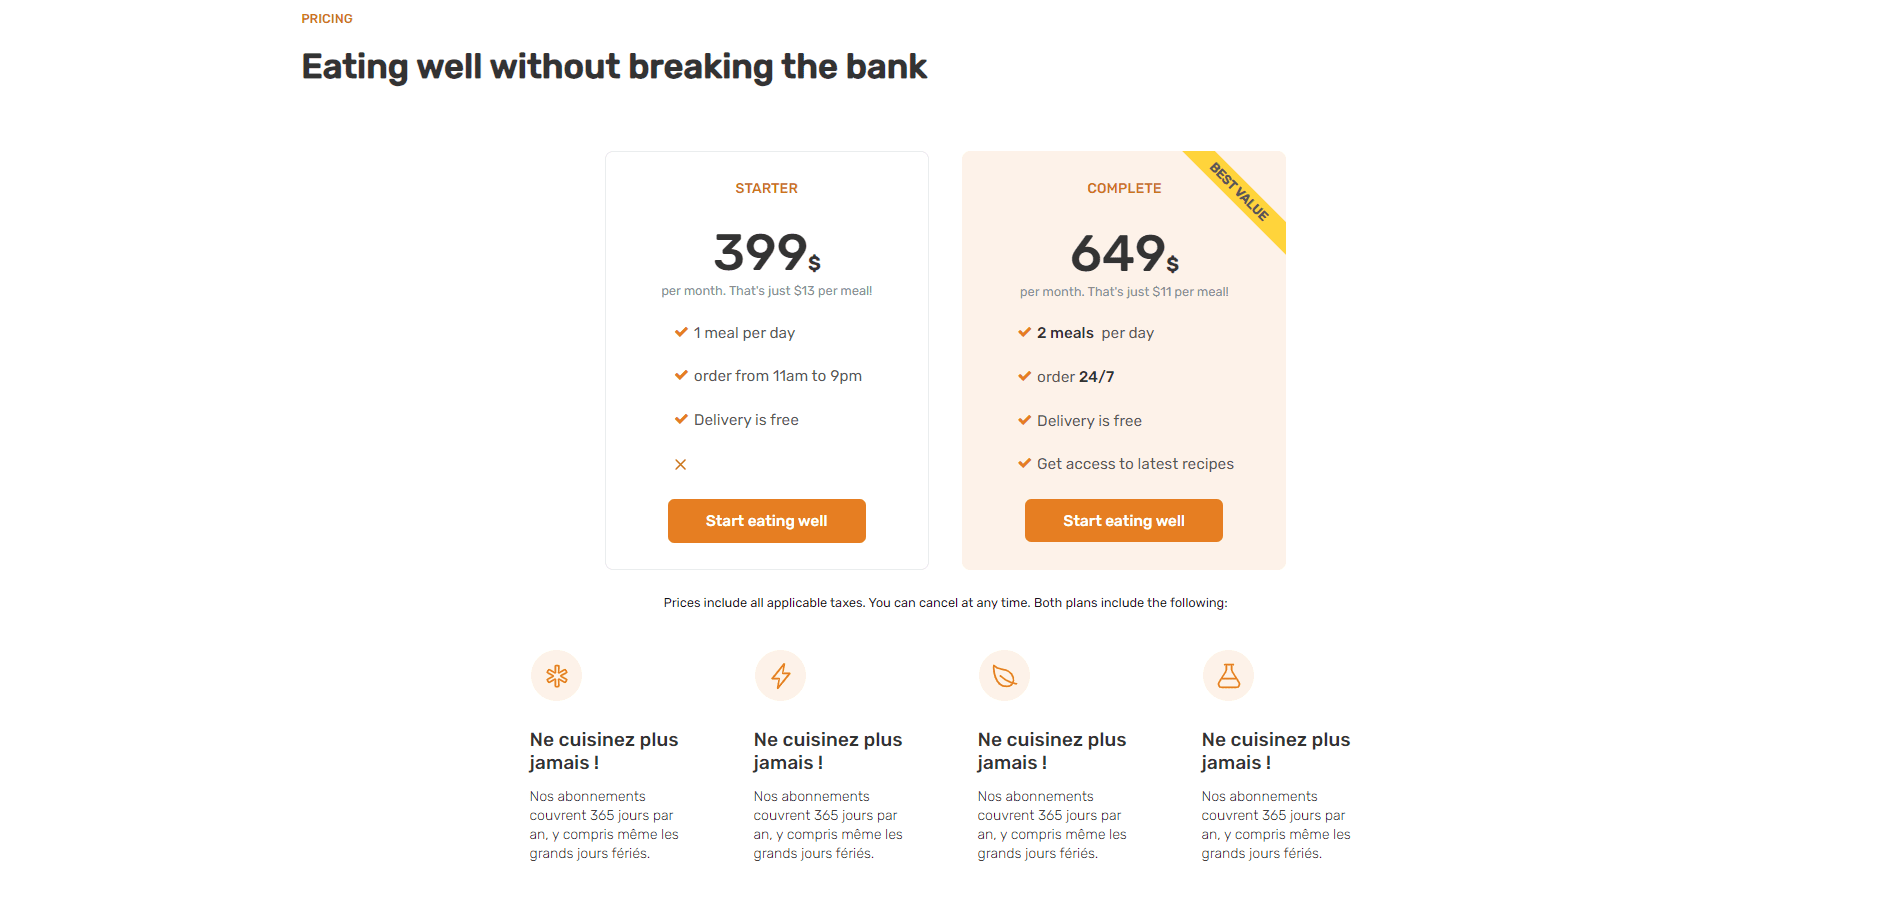 PRICING
Eating well without breaking the bank
STARTER
399$
per month. That's just $13 per meal!
1 meal per day
order from 11am to 9pm
Delivery is free
Start eating well
BEST VALUE
COMPLETE
649$
per month. That's just $11 per meal!
2 meals per day
order 24/7
Delivery is free
Get access to latest recipes
Start eating well
Prices include all applicable taxes. You can cancel at any time. Both plans include the following:
Ne cuisinez plus
jamais !
Nos abonnements
couvrent 365 jours par
an, y compris même les
grands jours fériés.
Ne cuisinez plus
jamais !
Nos abonnements
couvrent 365 jours par
an, y compris même les
grands jours fériés.
Ne cuisinez plus
jamais !
Nos abonnements
couvrent 365 jours par
an, y compris même les
grands jours fériés.
Ne cuisinez plus
jamais !
Nos abonnements
couvrent 365 jours par
an, y compris même les
grands jours fériés.